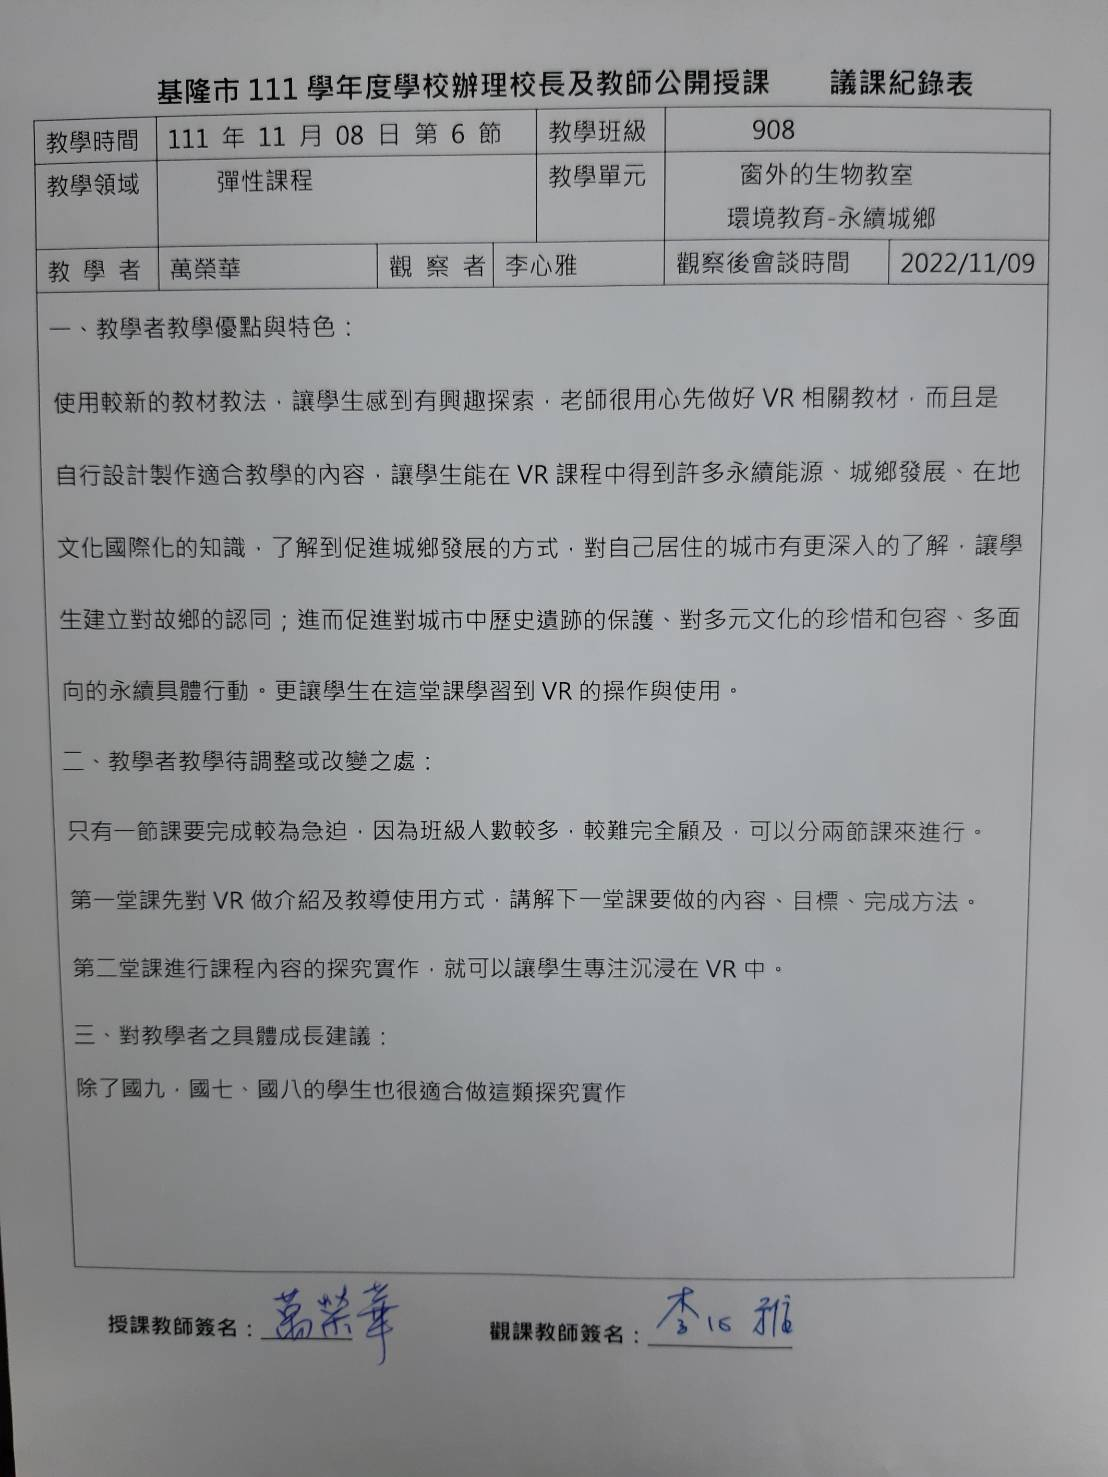 基隆市 111 學年度學校辦理校長及教師公開授課　　議課紀錄表
教學時間 111 年 11 月 08 日 第 6 節 教學班級 908
教學領域 彈性課程 教學單元 窗外的生物教室
環境教育-永續城鄉
教 學 者 萬榮華 觀 察 者 李心雅 觀察後會談時間 2022/11/09
一、教學者教學優點與特色：
使用較新的教材教法，讓學生感到有興趣探索，老師很用心先做好 VR 相關教材，而且是
自行設計製作適合教學的內容，讓學生能在 VR 課程中得到許多永續能源、城鄉發展、在地
文化國際化的知識，了解到促進城鄉發展的方式，對自己居住的城市有更深入的了解，讓學
生建立對故鄉的認同；進而促進對城市中歷史遺跡的保護、對多元文化的珍惜和包容、多面
向的永續具體行動。更讓學生在這堂課學習到 VR 的操作與使用。
二、教學者教學待調整或改變之處：
只有一節課要完成較為急迫，因為班級人數較多，較難完全顧及，可以分兩節課來進行。
第一堂課先對 VR 做介紹及教導使用方式，講解下一堂課要做的內容、目標、完成方法。
第二堂課進行課程內容的探究實作，就可以讓學生專注沉浸在 VR 中。
三、對教學者之具體成長建議：
除了國九，國七、國八的學生也很適合做這類探究實作
授課教師簽名：萬榮華 觀課教師簽名：李心雅